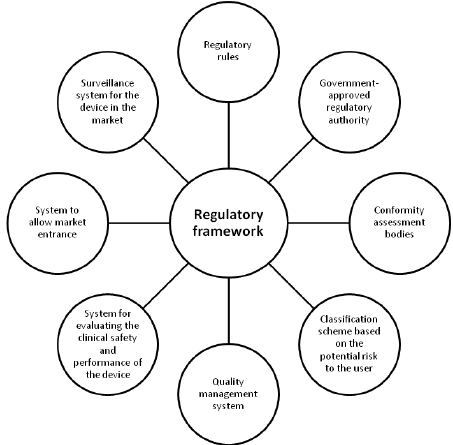 Regulatory
rules
Surveillance
system for the
device in the
market
Government-
approved
regulatory
authority
System to
allow market
entrance
Regulatory
framework
Conformity
assessment
bodies
System for
evaluating the
clinical safety
and
performance of
the device
Classification
scheme based
on the
potential risk
to the user
Quality
management
system